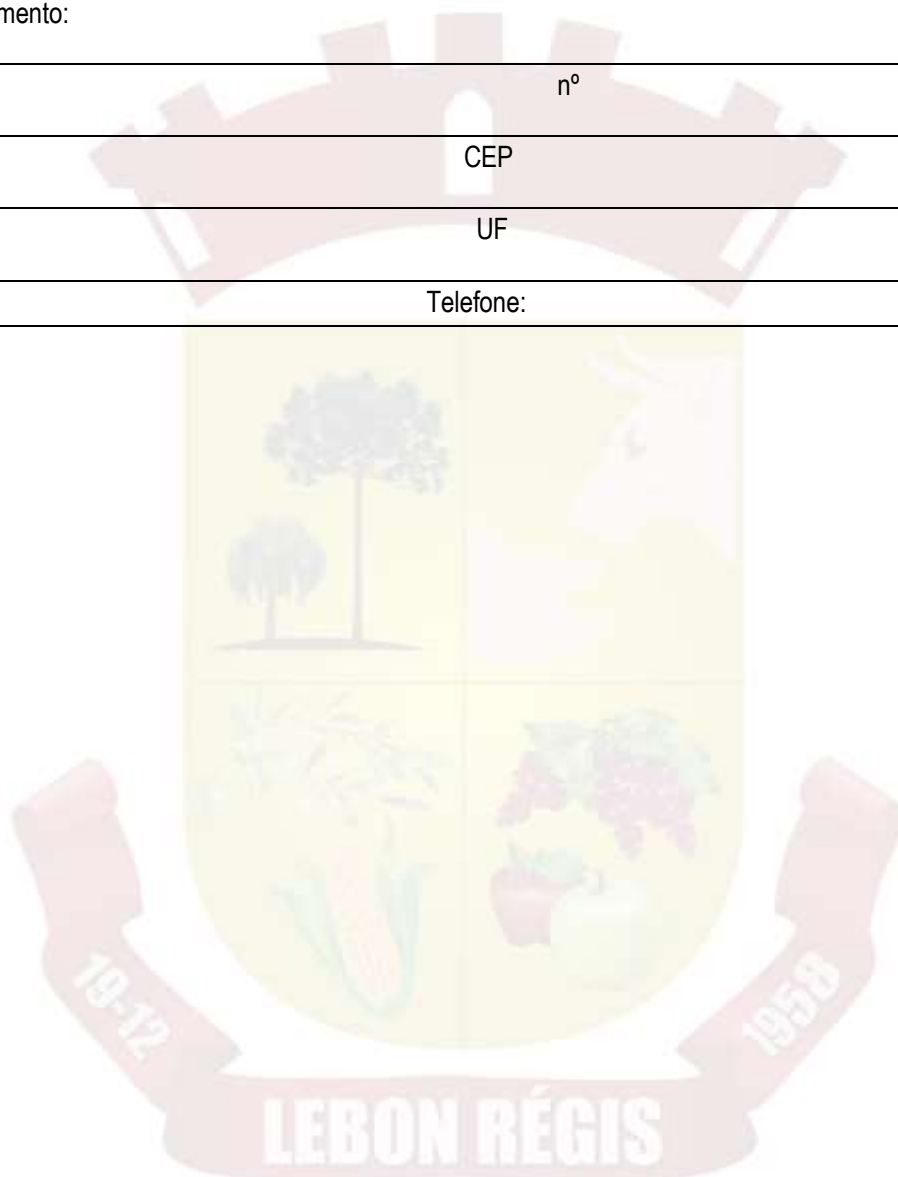 mento:
nº
CEP
UF
Telefone:
19-12
1958
LEBON RÉGIS